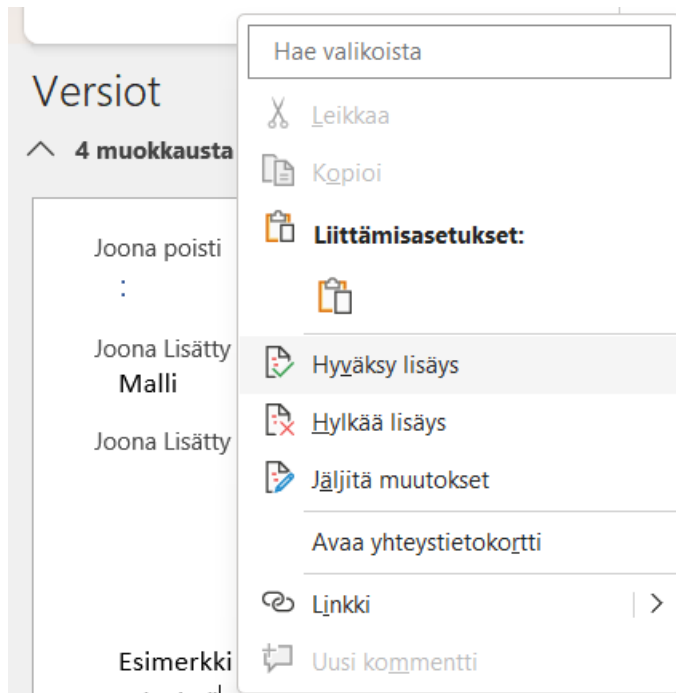 Hae valikoista
Versiot
Leikkaa
4 muokkausta
Kopioi
Liittämisasetukset:
Joona poisti
:
Joona Lisätty
Hyväksy lisäys
Malli
Hylkää lisäys
Joona Lisätty
Jäljitä muutokset
Avaa yhteystietokortti
Linkki
Esimerkki
Uusi kommentti